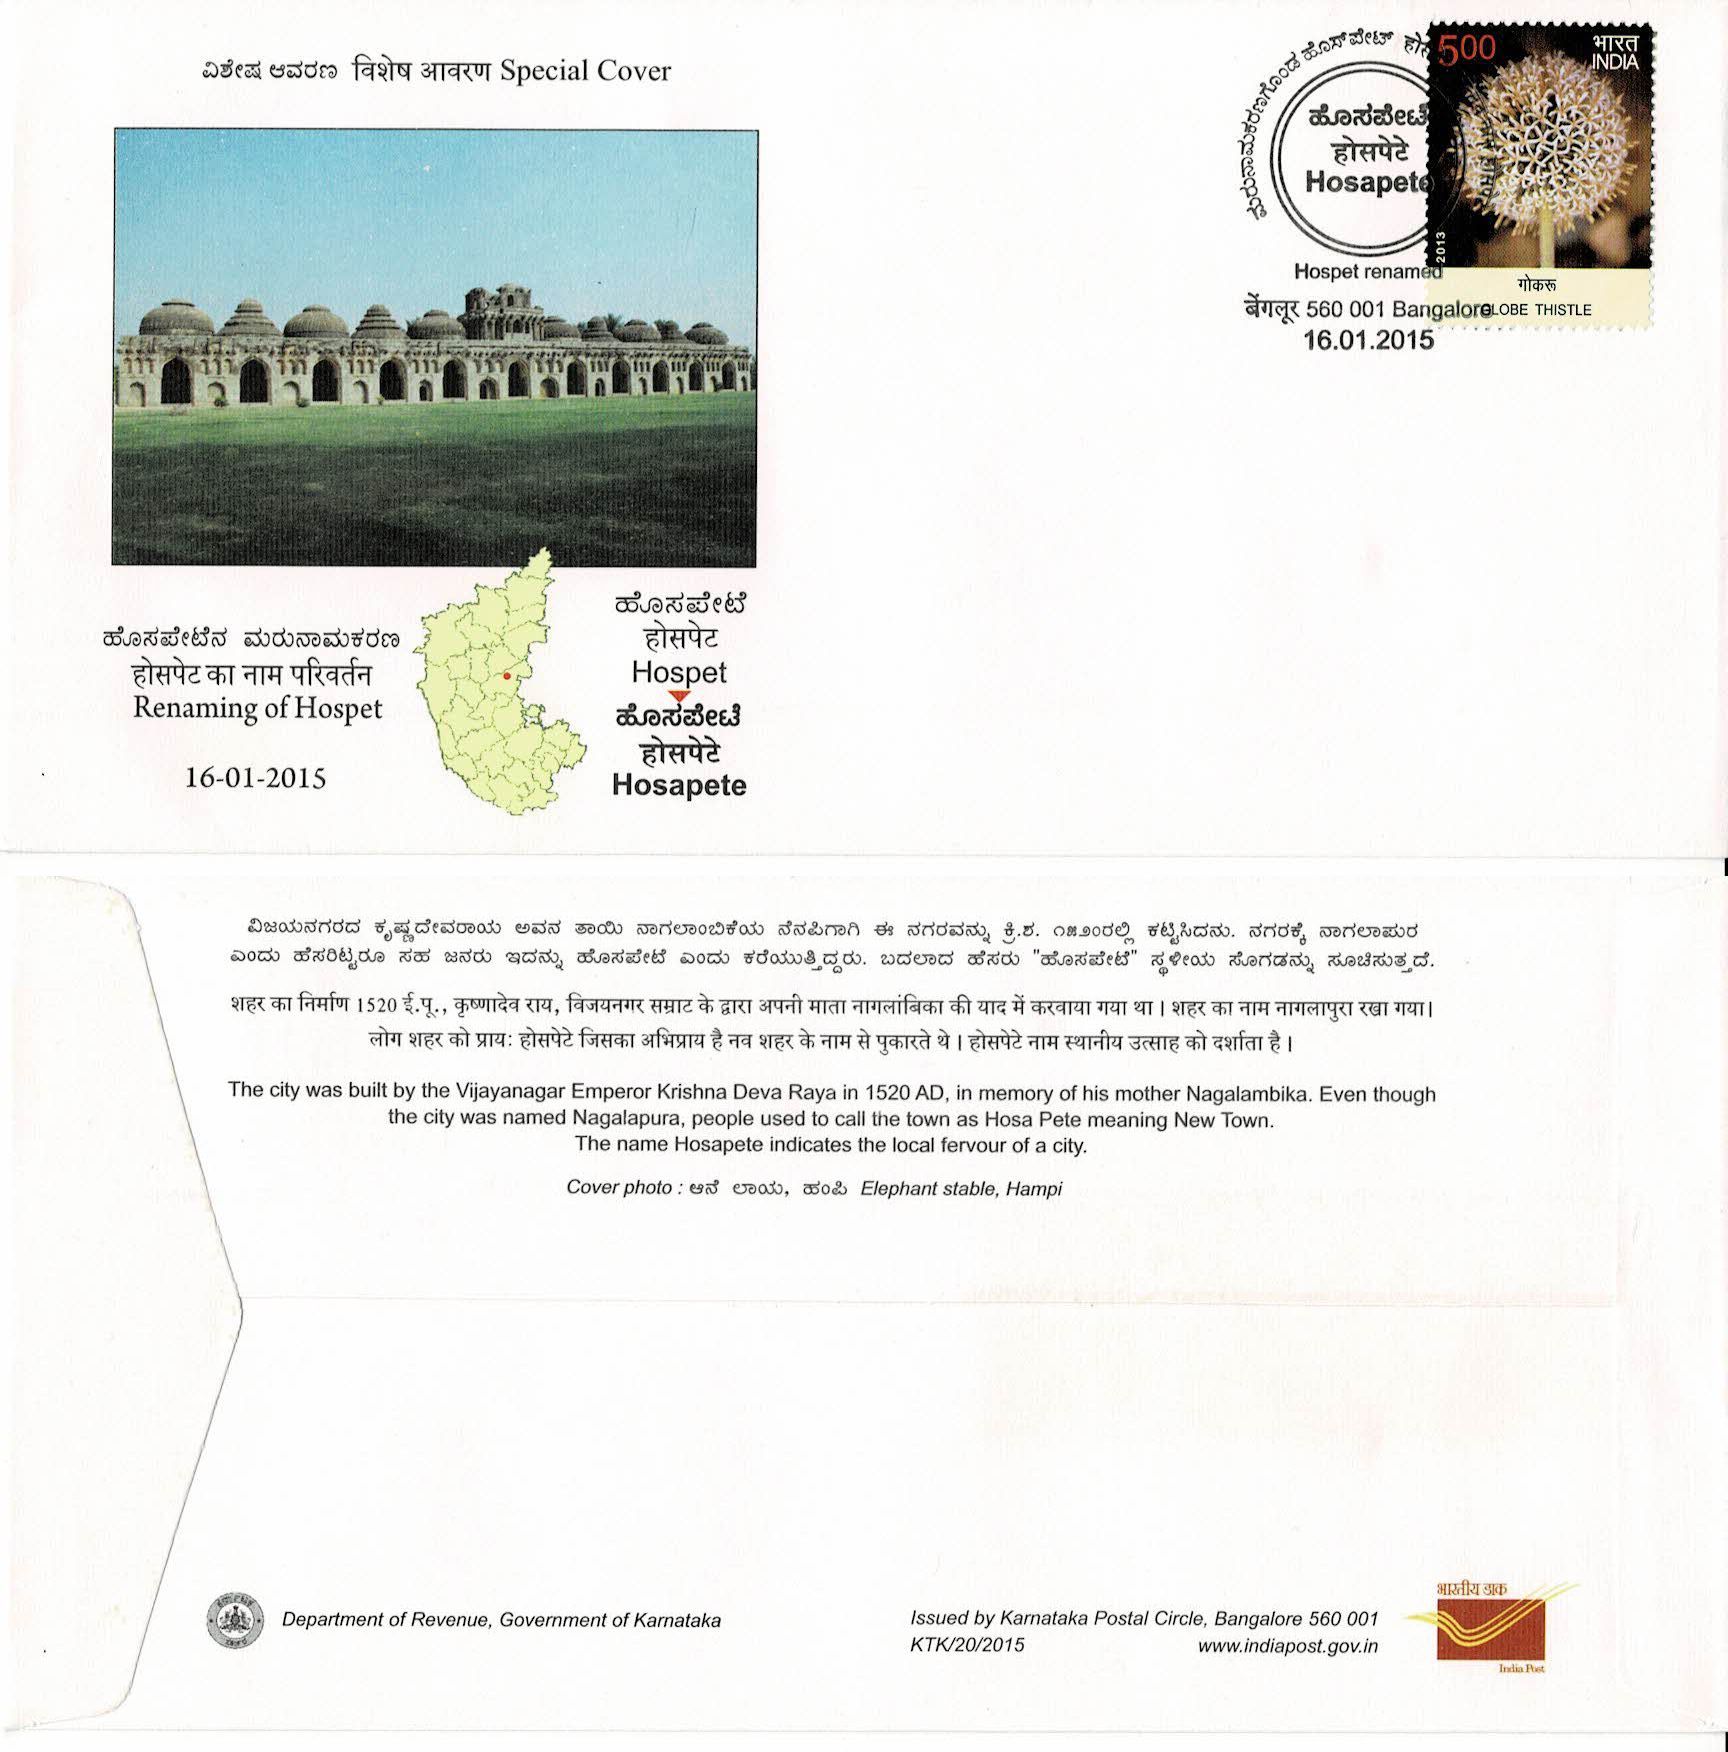 ವಿಶೇಷ ಆವರಣ विशेष आवरण Special Cover
ಹೊಸಪೇಟೆ
होसपेटे
Hosapete
Hospet renamed
बेंगलूर 560 001 Bangalore
16.01.2015
500
भारत
INDIA
2013
गोकरू
GLOBE THISTLE
ಹೊಸಪೇಟೆನ ಮರುನಾಮಕರಣ
होसपेट का नाम परिवर्तन
Renaming of Hospet
16-01-2015
ಹೊಸಪೇಟೆ
होसपेट
Hospet
ಹೊಸಪೇಟೆ
होसपेटे
Hosapete
ವಿಜಯನಗರದ ಕೃಷ್ಣದೇವರಾಯ ಅವನ ತಾಯಿ ನಾಗಲಾಂಬಿಕೆಯ ನೆನಪಿಗಾಗಿ ಈ ನಗರವನ್ನು ಕ್ರಿ.ಶ. ೧೫೨೦ರಲ್ಲಿ ಕಟ್ಟಿಸಿದನು. ನಗರಕ್ಕೆ ನಾಗಲಾಪುರ
ಎಂದು ಹೆಸರಿಟ್ಟರೂ ಸಹ ಜನರು ಇದನ್ನು ಹೊಸಪೇಟೆ ಎಂದು ಕರೆಯುತ್ತಿದ್ದರು. ಬದಲಾದ ಹೆಸರು "ಹೊಸಪೇಟೆ" ಸ್ಥಳೀಯ ಸೊಗಡನ್ನು ಸೂಚಿಸುತ್ತದೆ.
शहर का निर्माण 1520 ई.पू., कृष्णादेव राय, विजयनगर सम्राट के द्वारा अपनी माता नागलांबिका की याद में करवाया गया था। शहर का नाम नागलापुरा रखा गया।
लोग शहर को प्रायः होसपेटे जिसका अभिप्राय है नव शहर के नाम से पुकारते थे। होसपेटे नाम स्थानीय उत्साह को दर्शाता है।
The city was built by the Vijayanagar Emperor Krishna Deva Raya in 1520 AD, in memory of his mother Nagalambika. Even though
the city was named Nagalapura, people used to call the town as Hosa Pete meaning New Town.
The name Hosapete indicates the local fervour of a city.
Cover photo : ಆನೆ ಲಾಯ, ಹಂಪಿ Elephant stable, Hampi
Department of Revenue, Government of Karnataka
Issued by Karnataka Postal Circle, Bangalore 560 001
KTK/20/2015 www.indiapost.gov.in
भारतीय डाक
India Post